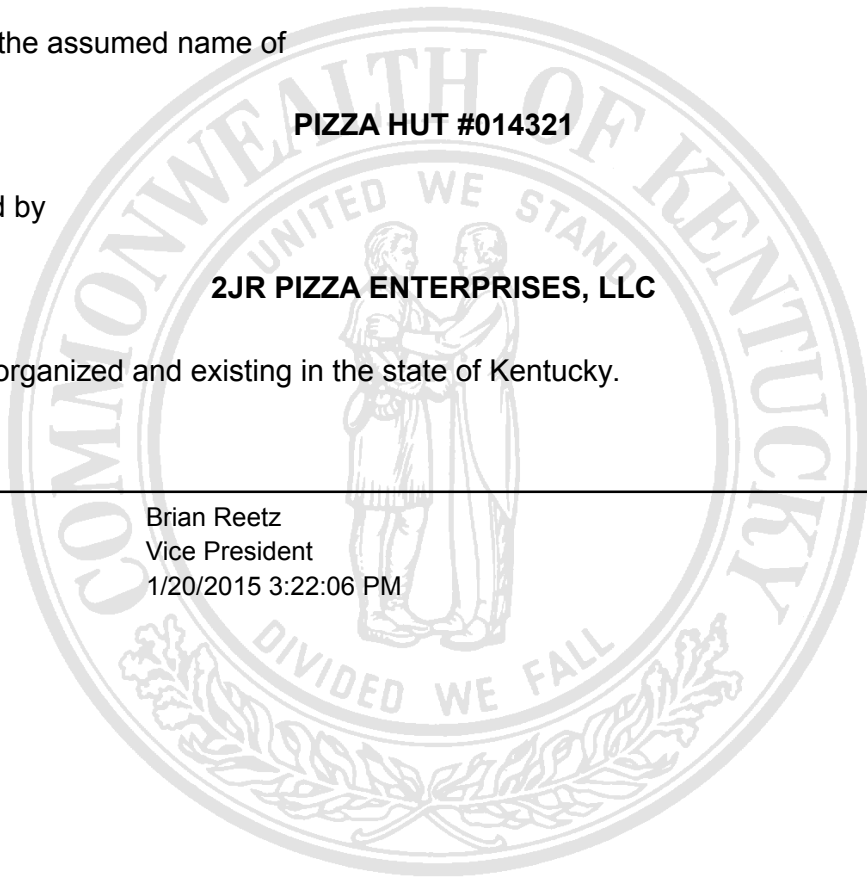 the assumed name of
PIZZA HUT #014321
d by
2JR PIZZA ENTERPRISES, LLC
organized and existing in the state of Kentucky.
Brian Reetz
Vice President
1/20/2015 3:22:06 PM
COMMONWEALTH OF KENTUCKY
UNITED WE STAND
DIVIDED WE FALL